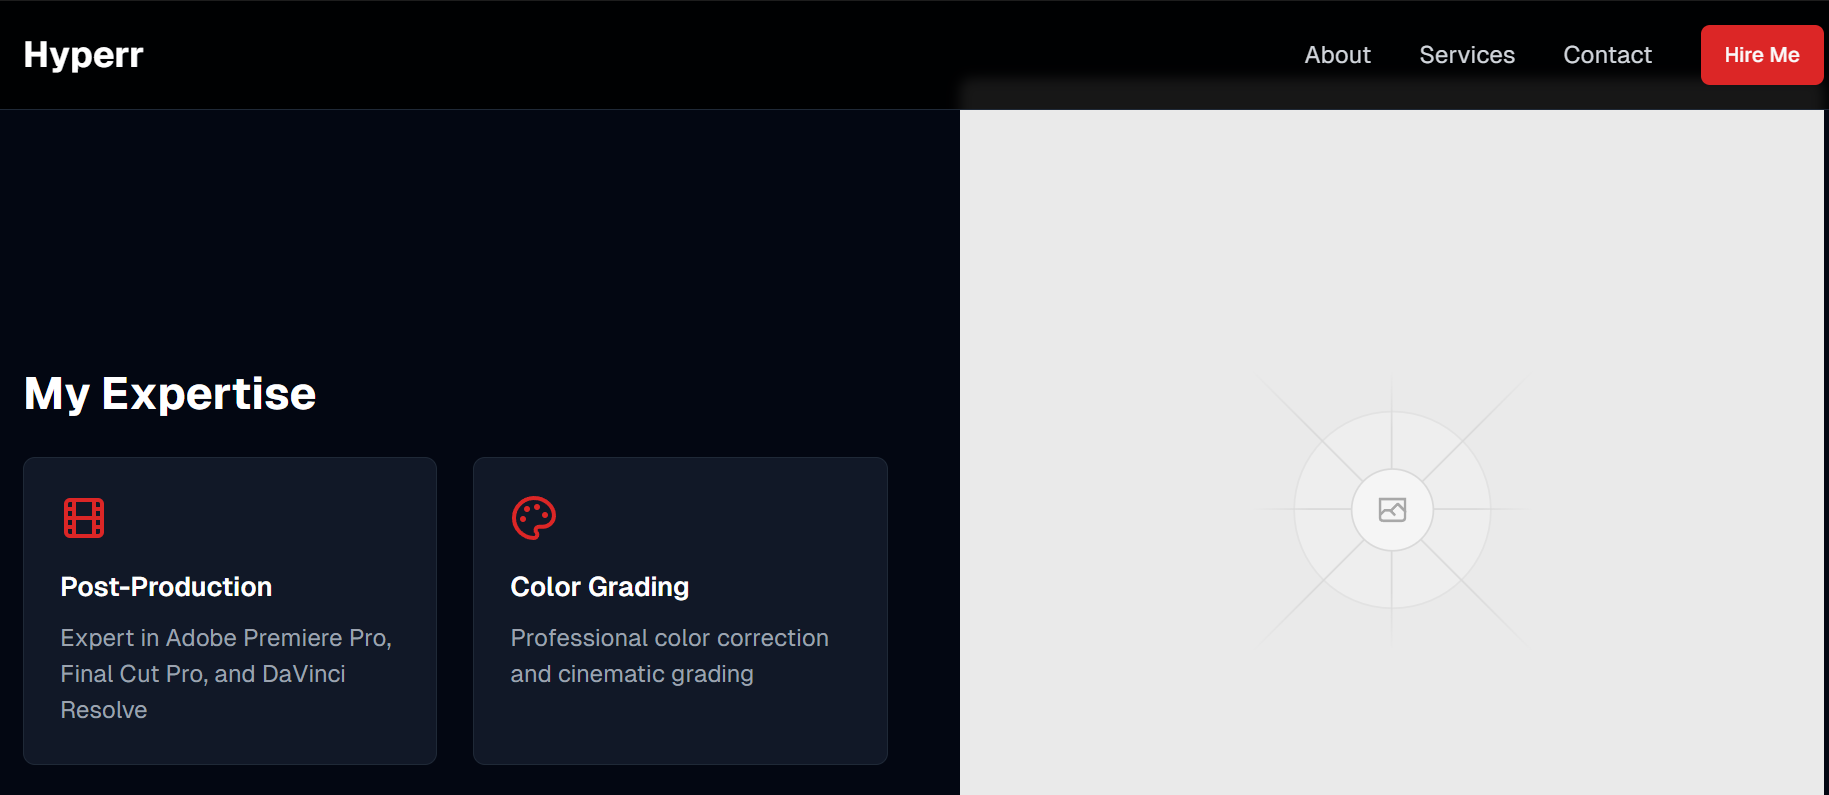 Hyperr
About
Services
Contact
Hire Me
My Expertise
Post-Production
Expert in Adobe Premiere Pro,
Final Cut Pro, and DaVinci
Resolve
Color Grading
Professional color correction
and cinematic grading